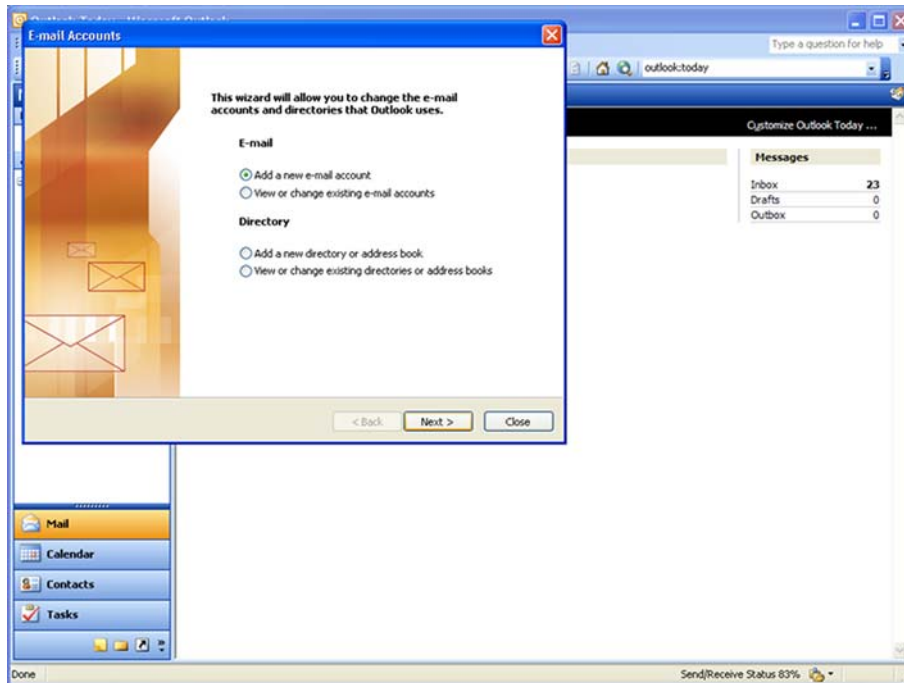 E-mail Accounts
Type a question for help
outlook:today
This wizard will allow you to change the e-mail
accounts and directories that Outlook uses.
E-mail
Add a new e-mail account
View or change existing e-mail accounts
Directory
Add a new directory or address book
View or change existing directories or address books
< Back
Next >
Close
Customize Outlook Today ...
Messages
Inbox 23
Drafts 0
Outbox 0
Mail
Calendar
Contacts
Tasks
Done
Send/Receive Status 83%